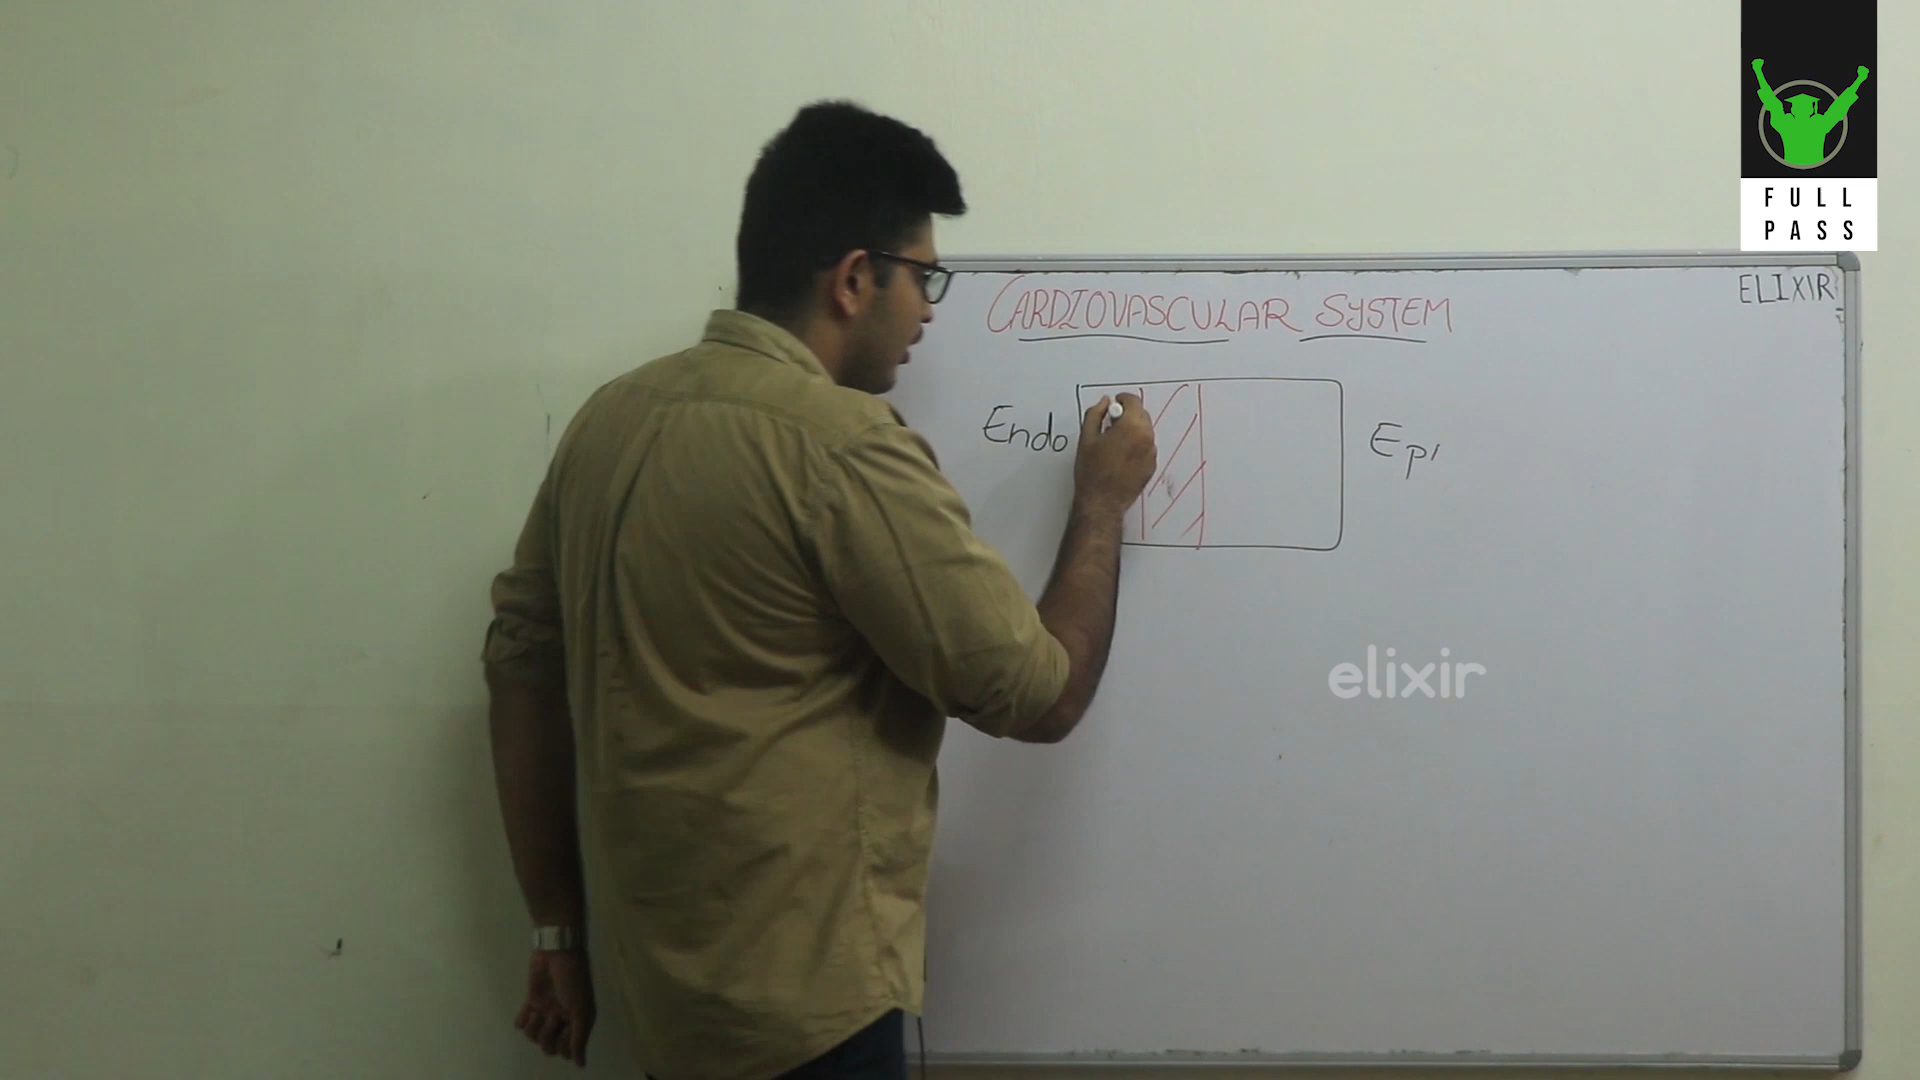 FULL
PASS
ELIXIR
CARDIOVASCULAR SYSTEM
Endo
Epi
elixir